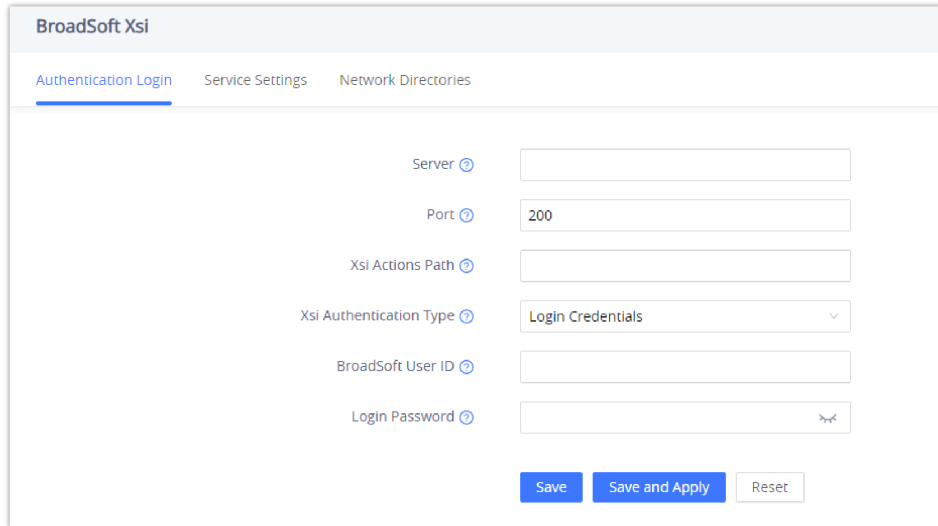 BroadSoft Xsi
Authentication Login Service Settings Network Directories
Server
Port 200
Xsi Actions Path
Xsi Authentication Type Login Credentials
BroadSoft User ID
Login Password
Save Save and Apply Reset